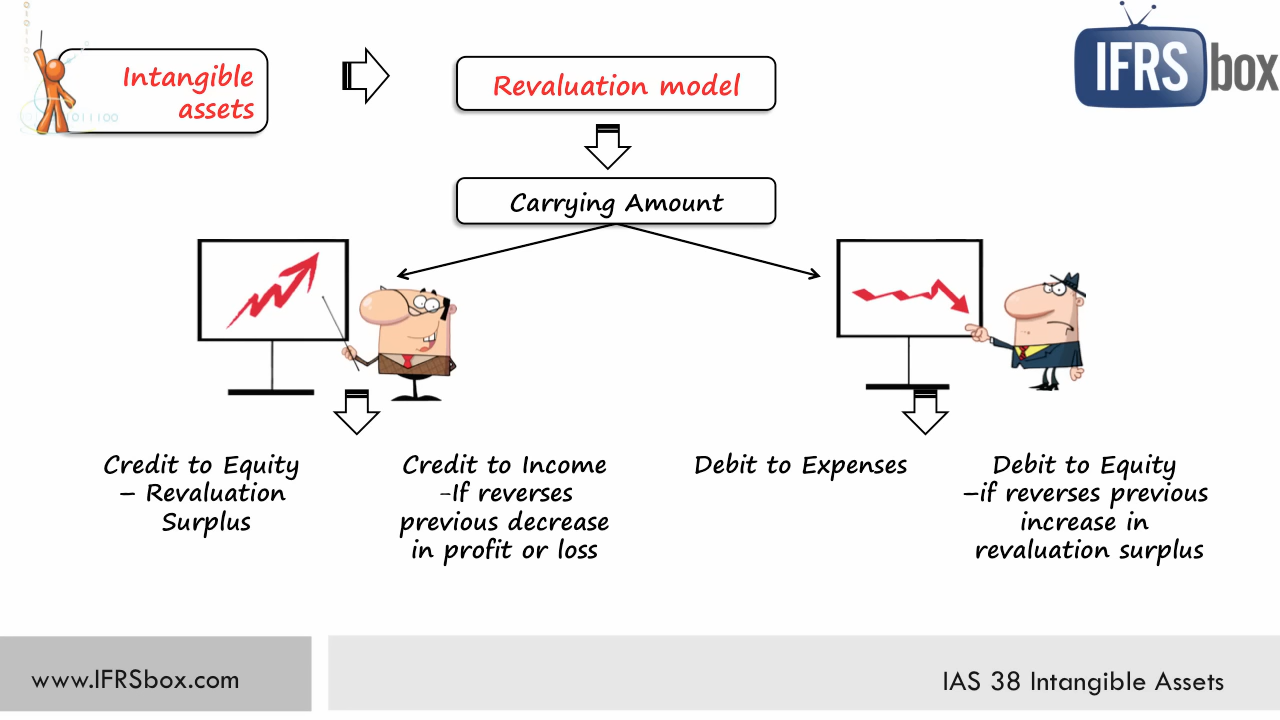 Intangible
assets
Revaluation model
IFRS box
Carrying Amount
Credit to Equity
– Revaluation
Surplus
Credit to Income
-If reverses
previous decrease
in profit or loss
Debit to Expenses
Debit to Equity
–if reverses previous
increase in
revaluation surplus
www.IFRSbox.com
IAS 38 Intangible Assets